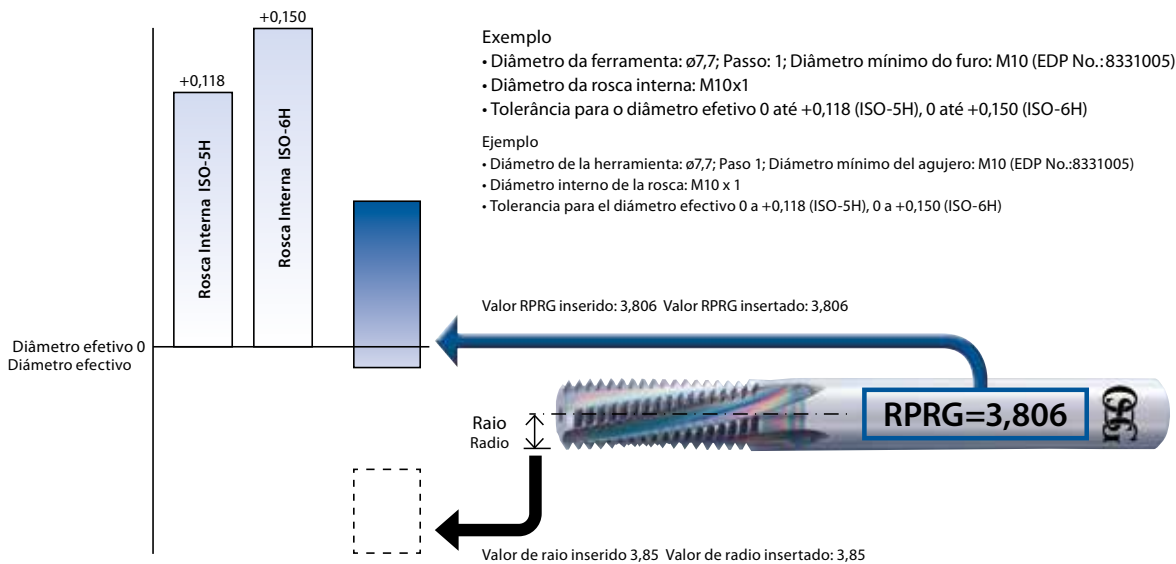 +0,150
+0,118
Rosca Interna ISO-5H
Rosca Interna ISO-6H
Exemplo
• Diâmetro da ferramenta: ø7,7; Passo: 1; Diâmetro mínimo do furo: M10 (EDP No.:8331005)
• Diâmetro da rosca interna: M10x1
• Tolerância para o diâmetro efetivo 0 até +0,118 (ISO-5H), 0 até +0,150 (ISO-6H)
Ejemplo
• Diámetro de la herramienta: ø7,7; Paso 1; Diámetro mínimo del agujero: M10 (EDP No.:8331005)
• Diámetro interno de la rosca: M10 x 1
• Tolerancia para el diámetro efectivo 0 a +0,118 (ISO-5H), 0 a +0,150 (ISO-6H)
Valor RPRG inserido: 3,806 Valor RPRG insertado: 3,806
Diâmetro efetivo 0
Diámetro efectivo
RPRG=3,806
OSG
Raio
Radio
Valor de raio inserido 3,85 Valor de radio insertado: 3,85